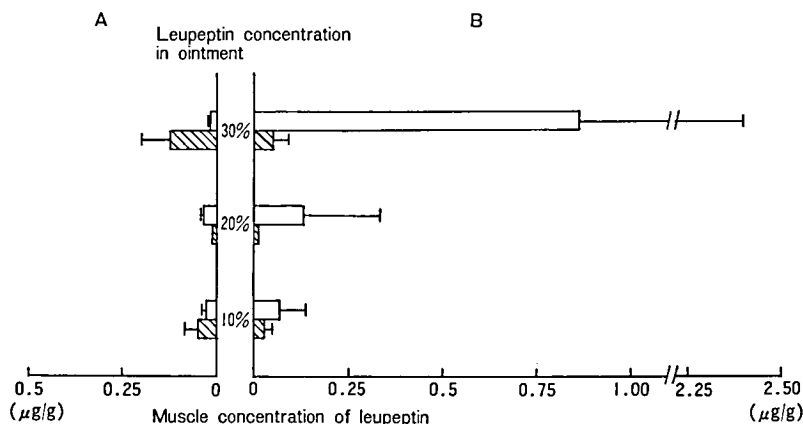 A
B
Leupeptin concentration
in ointment
30%
20%
10%
0.5 0.25 0 0 0.25 0.5 0.75 1.00 2.25 2.50
(μg/g) Muscle concentration of leupeptin (μg/g)